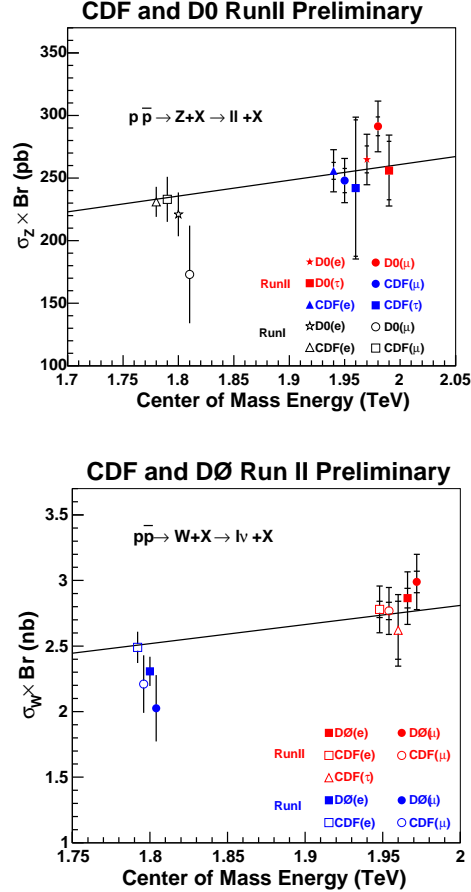 CDF and D0 RunII Preliminary
p p̅ → Z+X → ll +X
σZ × Br (pb)
350
300
250
200
150
100
D0(e) D0(μ)
RunII D0(τ) CDF(μ)
CDF(e) CDF(τ)
RunI D0(e) D0(μ)
CDF(e) CDF(μ)
1.7 1.75 1.8 1.85 1.9 1.95 2 2.05
Center of Mass Energy (TeV)
CDF and DØ Run II Preliminary
pp̅ → W+X → lν +X
σW × Br (nb)
3.5
3
2.5
2
1.5
1
DØ(e) DØ(μ)
RunII CDF(e) CDF(μ)
CDF(τ)
RunI DØ(e) DØ(μ)
CDF(e) CDF(μ)
1.75 1.8 1.85 1.9 1.95 2
Center of Mass Energy (TeV)